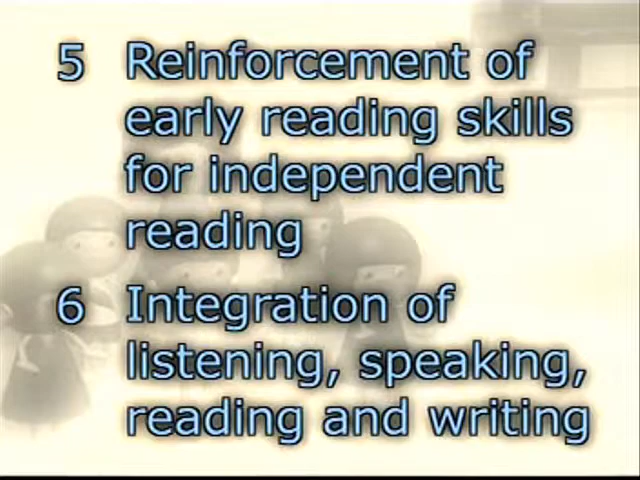 5 Reinforcement of
early reading skills
for independent
reading
6 Integration of
listening, speaking,
reading and writing